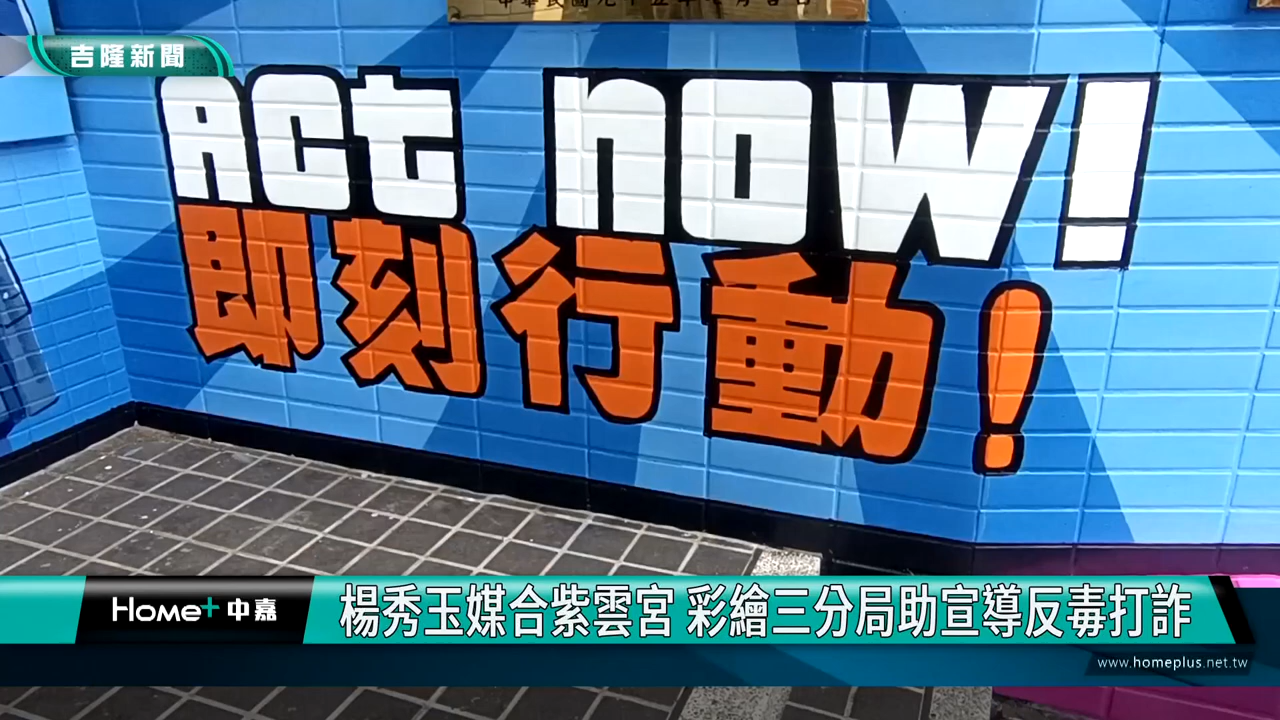 吉隆新聞
Act now!
即刻行動!
Home+ 中嘉
楊秀玉媒合紫雲宮 彩繪三分局助宣導反毒打詐
www.homeplus.net.tw